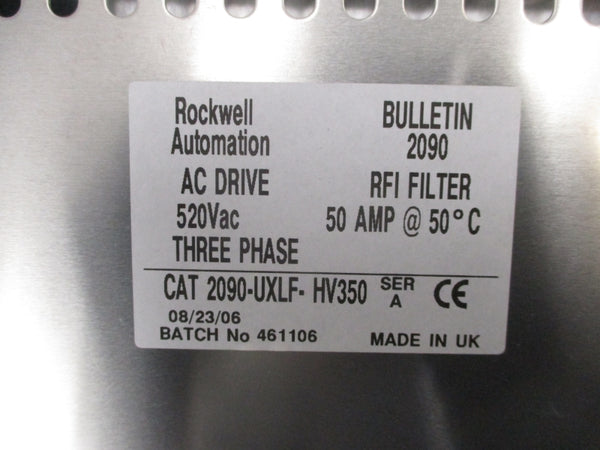 Rockwell Automation
BULLETIN 2090
AC DRIVE RFI FILTER
520Vac 50 AMP @ 50°C
THREE PHASE
CAT 2090-UXLF- HV350 SER A CE
08/23/06
BATCH No 461106 MADE IN UK